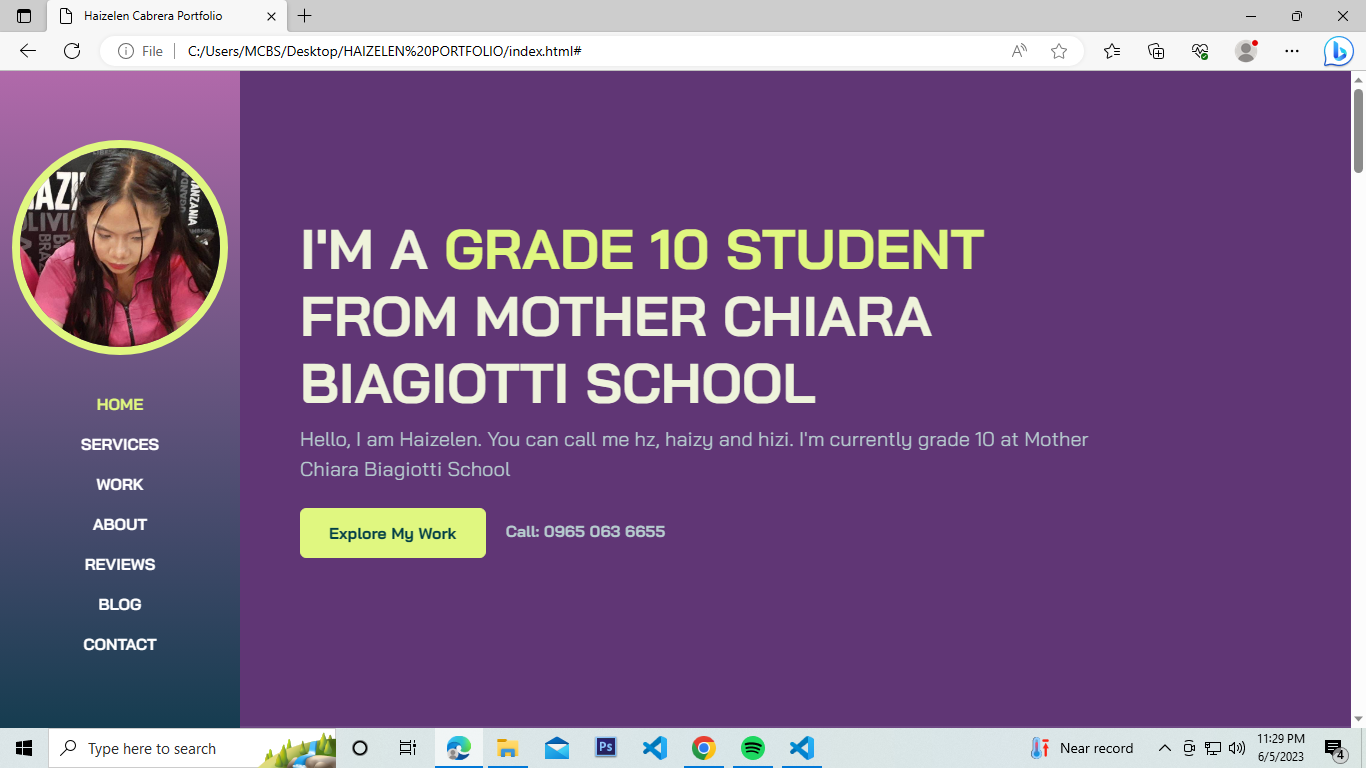 Haizelen Cabrera Portfolio
File
C:/Users/MCBS/Desktop/HAIZELEN%20PORTFOLIO/index.html#
TANZANIA
HOME
SERVICES
WORK
ABOUT
REVIEWS
BLOG
CONTACT
I'M A GRADE 10 STUDENT
FROM MOTHER CHIARA
BIAGIOTTI SCHOOL
Hello, I am Haizelen. You can call me hz, haizy and hizi. I'm currently grade 10 at Mother
Chiara Biagiotti School
Explore My Work
Call: 0965 063 6655
Type here to search
Ps
Near record
11:29 PM
6/5/2023
4